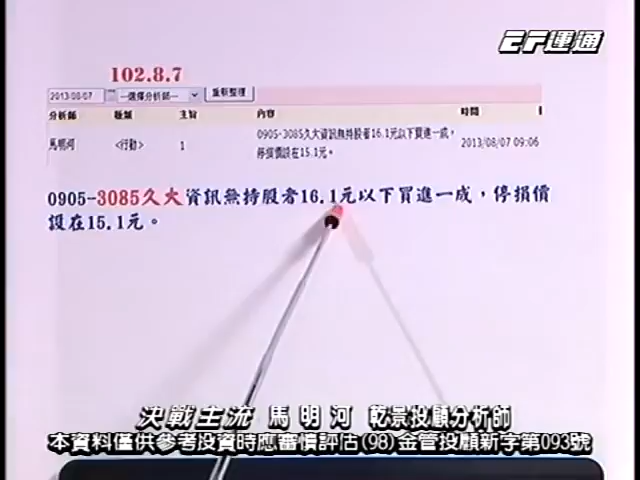 ET運通
102.8.7
2013/08/07 ---選擇分析師--- 重新整理
分析師 種類 主旨 內容 時間
馬明河 <行動> 1 0905-3085久大資訊無持股者16.1元以下買進一成，停損價設在15.1元。 2013/08/07 09:06
0905-3085久大資訊無持股者16.1元以下買進一成，停損價
設在15.1元。
決戰主流 馬明河 乾景投顧分析師
本資料僅供參考投資時應審慎評估(98)金管投顧新字第093號